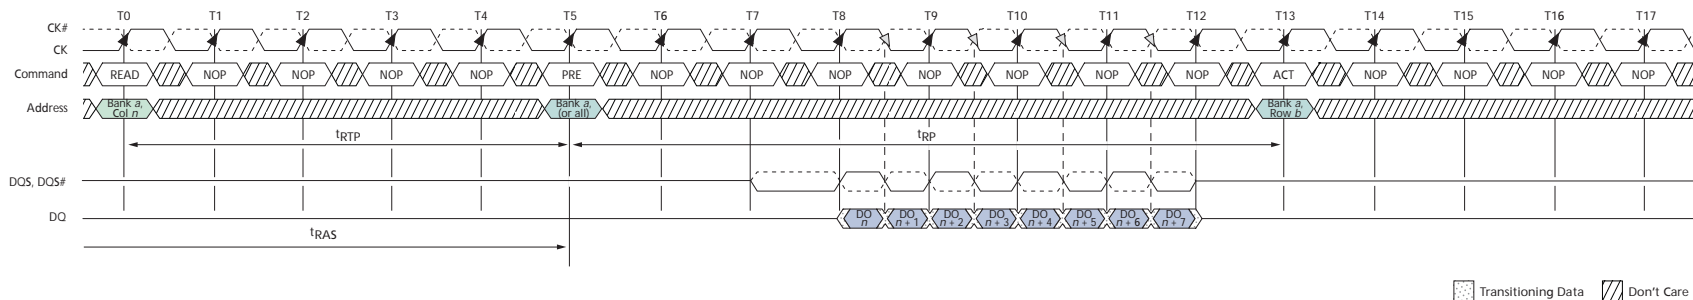 T0 T1 T2 T3 T4 T5 T6 T7 T8 T9 T10 T11 T12 T13 T14 T15 T16 T17
CK#
CK
Command READ NOP NOP NOP NOP PRE NOP NOP NOP NOP NOP NOP NOP ACT NOP NOP NOP NOP
Address
Bank a, Col n
Bank a, (or all)
Bank a, Row b
tRTP tRP
DQS, DQS#
DQ
DO n
DO n + 1
DO n + 2
DO n + 3
DO n + 4
DO n + 5
DO n + 6
DO n + 7
tRAS
Transitioning Data Don't Care